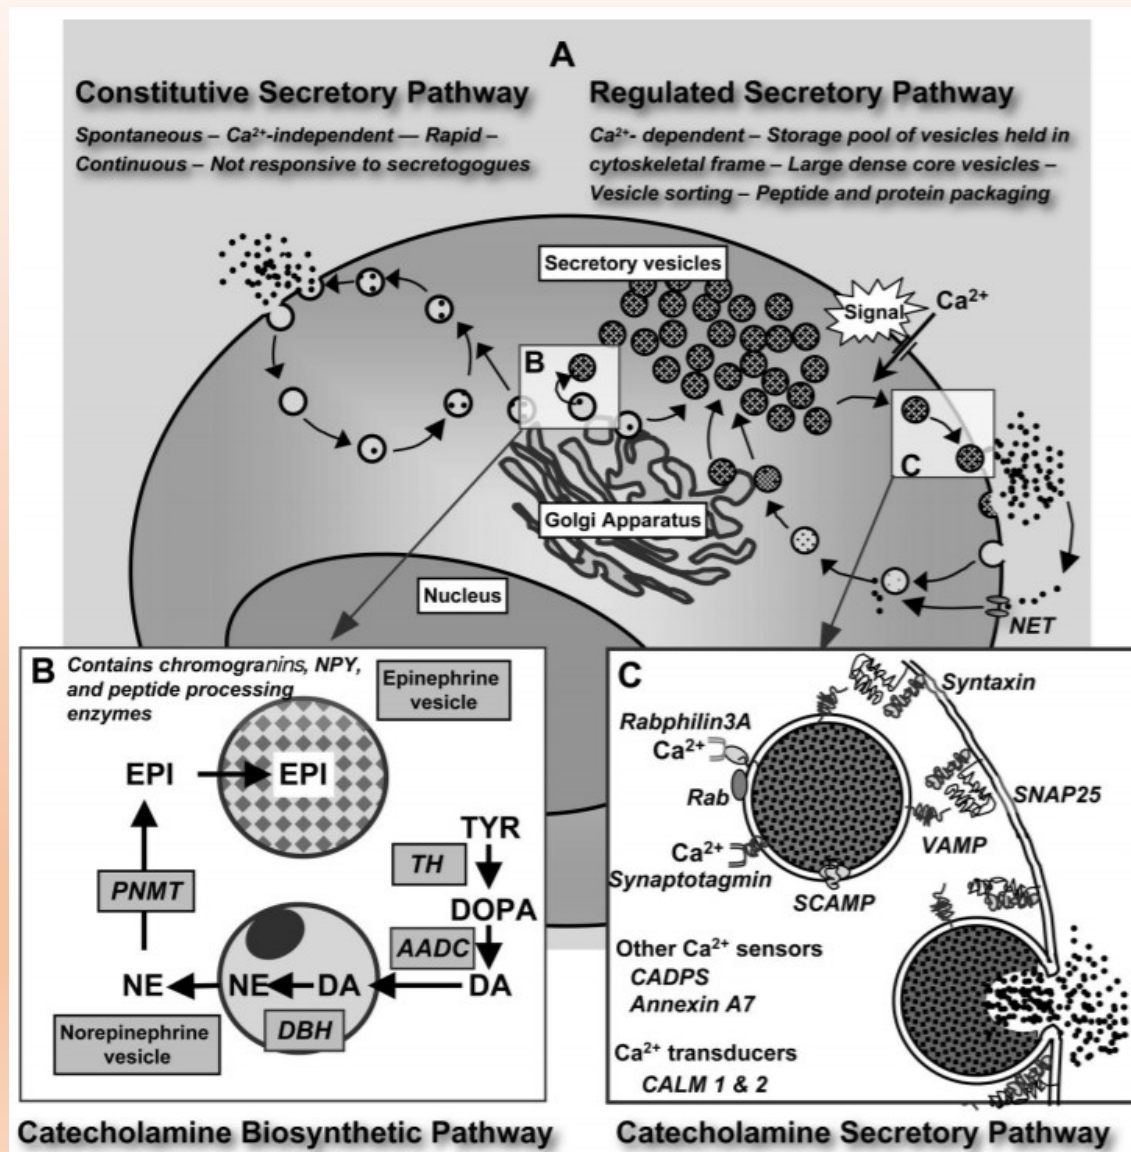 A
Constitutive Secretory Pathway
Spontaneous – Ca²⁺-independent — Rapid –
Continuous – Not responsive to secretogogues
Regulated Secretory Pathway
Ca²⁺- dependent – Storage pool of vesicles held in
cytoskeletal frame – Large dense core vesicles –
Vesicle sorting – Peptide and protein packaging
Secretory vesicles
Signal
Ca²⁺
B
C
Golgi Apparatus
Nucleus
NET
B
Contains chromogranins, NPY,
and peptide processing
enzymes
Epinephrine
vesicle
EPI
EPI
TYR
TH
PNMT
DOPA
AADC
NE
NE
DA
DA
DBH
Norepinephrine
vesicle
Catecholamine Biosynthetic Pathway
C
Syntaxin
Rabphilin3A
Ca²⁺
Rab
SNAP25
VAMP
Ca²⁺
Synaptotagmin
SCAMP
Other Ca²⁺ sensors
CADPS
Annexin A7
Ca²⁺ transducers
CALM 1 & 2
Catecholamine Secretory Pathway